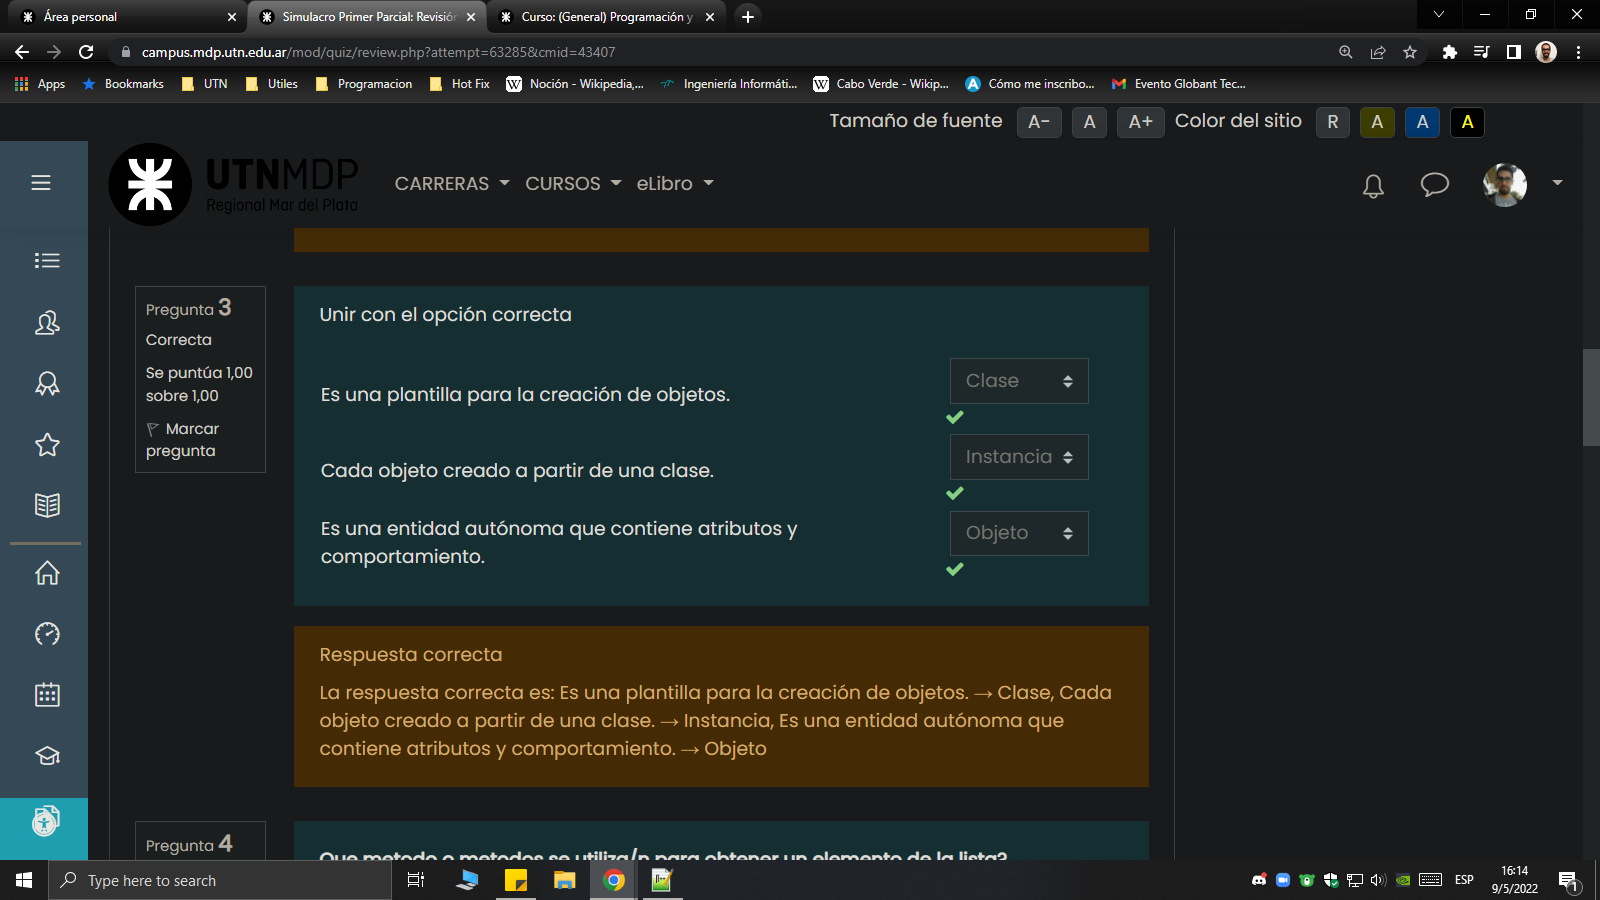 Área personal
Simulacro Primer Parcial: Revisión
Curso: (General) Programación y
campus.mdp.utn.edu.ar/mod/quiz/review.php?attempt=63285&cmid=43407
Apps
Bookmarks
UTN
Utiles
Programacion
Hot Fix
Noción - Wikipedia,...
Ingeniería Informáti...
Cabo Verde - Wikip...
Cómo me inscribo...
Evento Globant Tec...
Tamaño de fuente
A-
A
A+
Color del sitio
R
A
A
A
UTNMDP
Regional Mar del Plata
CARRERAS
CURSOS
eLibro
Pregunta 3
Correcta
Se puntúa 1,00
sobre 1,00
Marcar
pregunta
Unir con el opción correcta
Es una plantilla para la creación de objetos.
Clase
Cada objeto creado a partir de una clase.
Instancia
Es una entidad autónoma que contiene atributos y
comportamiento.
Objeto
Respuesta correcta
La respuesta correcta es: Es una plantilla para la creación de objetos. → Clase, Cada
objeto creado a partir de una clase. → Instancia, Es una entidad autónoma que
contiene atributos y comportamiento. → Objeto
Pregunta 4
Que metodo o metodos se utiliza/n para obtener un elemento de la lista?
Type here to search
ESP
16:14
9/5/2022
1